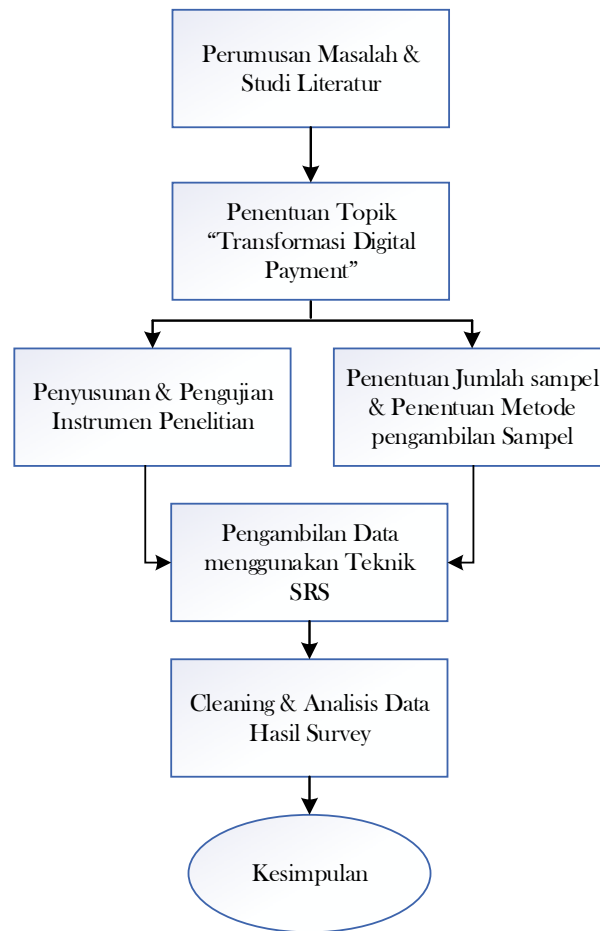 Perumusan Masalah &
Studi Literatur
Penentuan Topik
“Transformasi Digital
Payment”
Penyusunan & Pengujian
Instrumen Penelitian
Penentuan Jumlah sampel
& Penentuan Metode
pengambilan Sampel
Pengambilan Data
menggunakan Teknik
SRS
Cleaning & Analisis Data
Hasil Survey
Kesimpulan